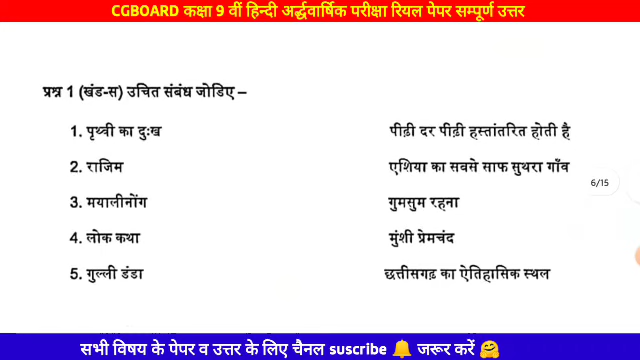 CGBOARD कक्षा 9 वीं हिन्दी अर्द्धवार्षिक परीक्षा रियल पेपर सम्पूर्ण उत्तर
प्रश्न 1 (खंड-स) उचित संबंध जोडिए –
1. पृथ्वी का दुःख पीढी दर पीढी हस्तांतरित होती है
2. राजिम एशिया का सबसे साफ सुथरा गाँव
6/15
3. मयालीनोंग गुमसुम रहना
4. लोक कथा मुंशी प्रेमचंद
5. गुल्ली डंडा छत्तीसगढ़ का ऐतिहासिक स्थल
सभी विषय के पेपर व उत्तर के लिए चैनल suscribe 🔔 जरूर करें 🤗